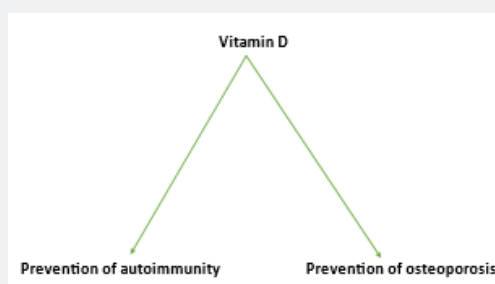 Vitamin D
Prevention of autoimmunity
Prevention of osteoporosis